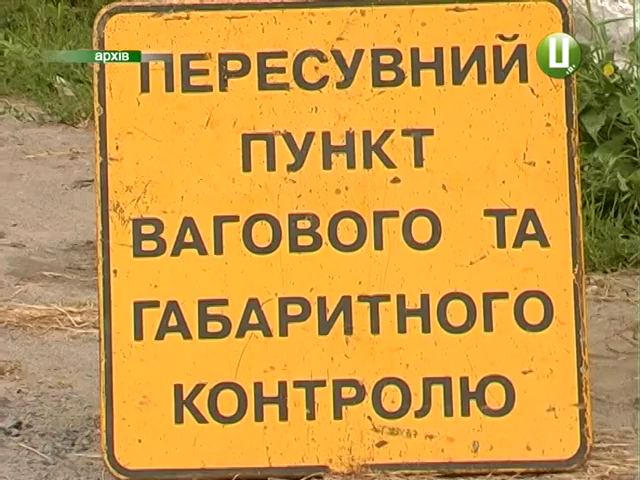 архів
Ц
ПЕРЕСУВНИЙ
ПУНКТ
ВАГОВОГО ТА
ГАБАРИТНОГО
КОНТРОЛЮ